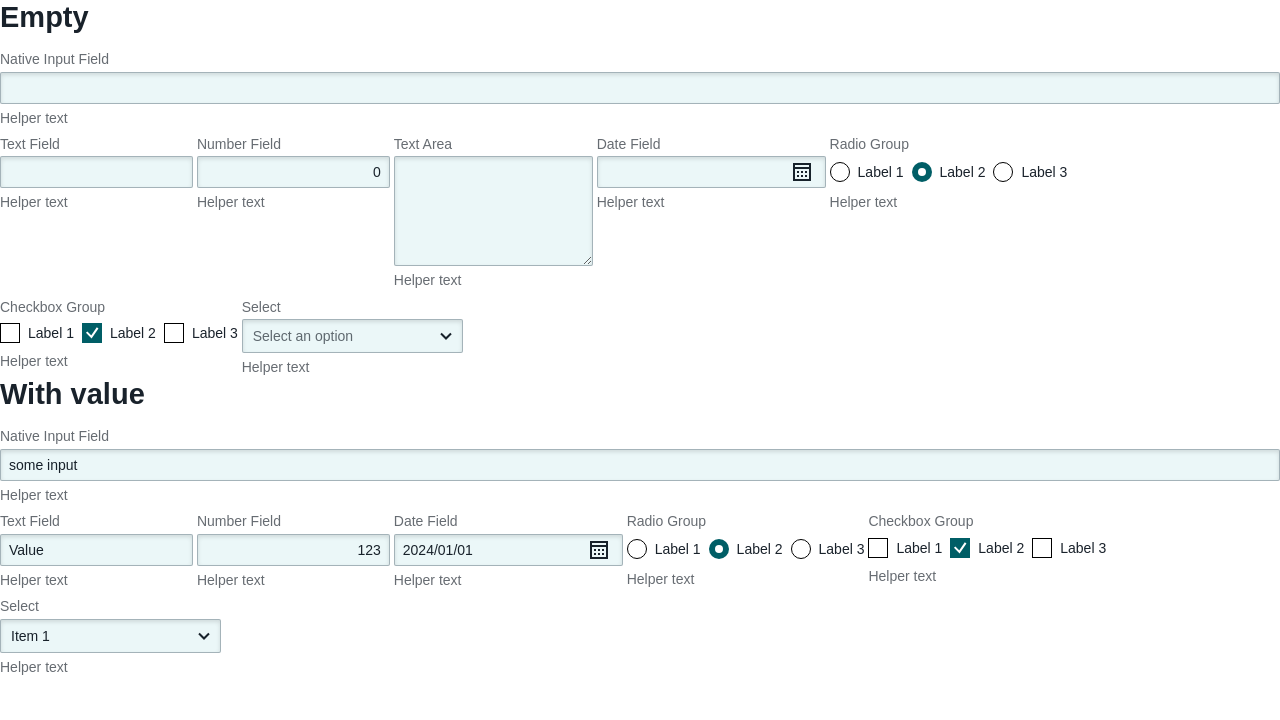 Empty
Native Input Field
Helper text
Text Field Number Field Text Area Date Field Radio Group
0 Label 1 Label 2 Label 3
Helper text Helper text Helper text Helper text
Helper text
Checkbox Group Select
Label 1 Label 2 Label 3 Select an option
Helper text Helper text
With value
Native Input Field
some input
Helper text
Text Field Number Field Date Field Radio Group Checkbox Group
Value 123 2024/01/01 Label 1 Label 2 Label 3 Label 1 Label 2 Label 3
Helper text Helper text Helper text Helper text Helper text
Select
Item 1
Helper text